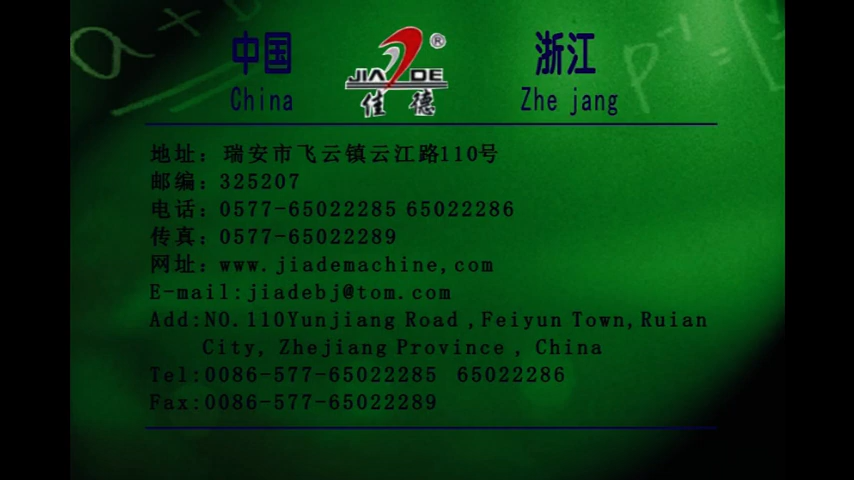 a+
中国
JIA DE ®
佳德
浙江
China
Zhe jang
地址：瑞安市飞云镇云江路110号
邮编：325207
电话：0577-65022285 65022286
传真：0577-65022289
网址：www.jiademachine,com
E-mail:jiadebj@tom.com
Add:NO.110Yunjiang Road ,Feiyun Town,Ruian
City, Zhejiang Province , China
Tel:0086-577-65022285 65022286
Fax:0086-577-65022289